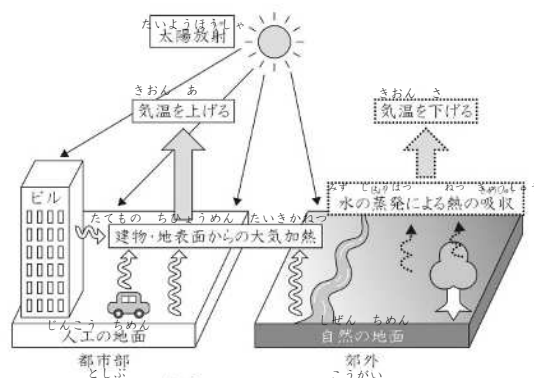 たいようほうしゃ
太陽放射
きおん あ
気温を上げる
きおん さ
気温を下げる
ビル
みず じょうはつ ねつ きゅうしゅう
水の蒸発による熱の吸収
たてもの ちひょうめん たいきかねつ
建物・地表面からの大気加熱
じんこう ちめん
人工の地面
しぜん ちめん
自然の地面
都市部
としぶ
郊外
こうがい